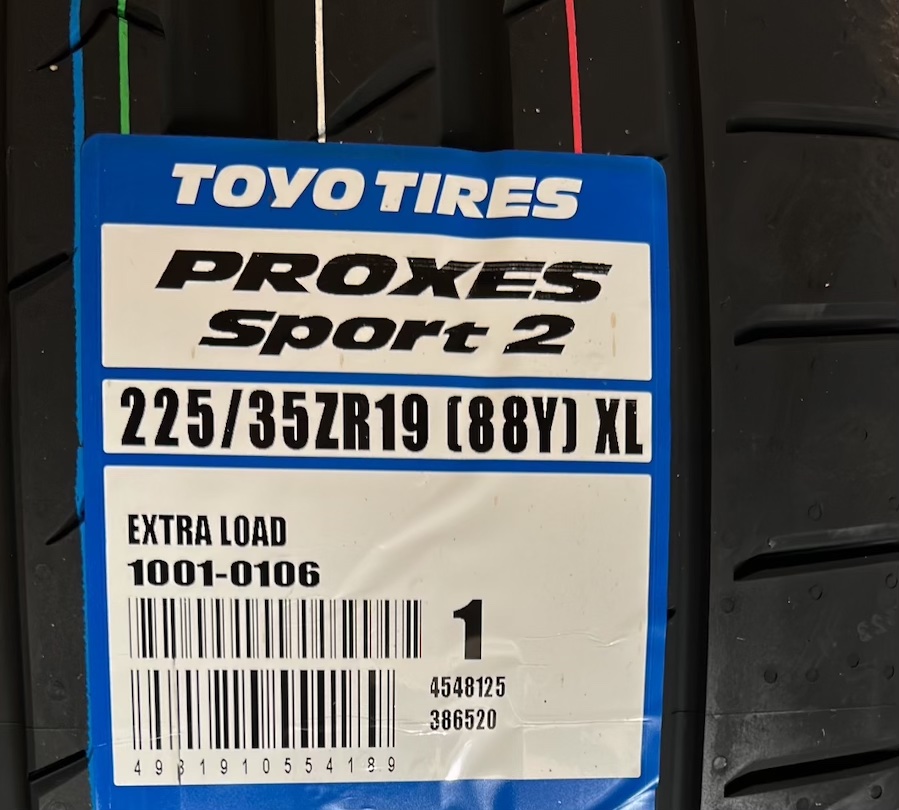 TOYO TIRES
PROXES
Sport 2
225/35ZR19 (88Y) XL
EXTRA LOAD
1001-0106
1
4548125
386520
4981910554189